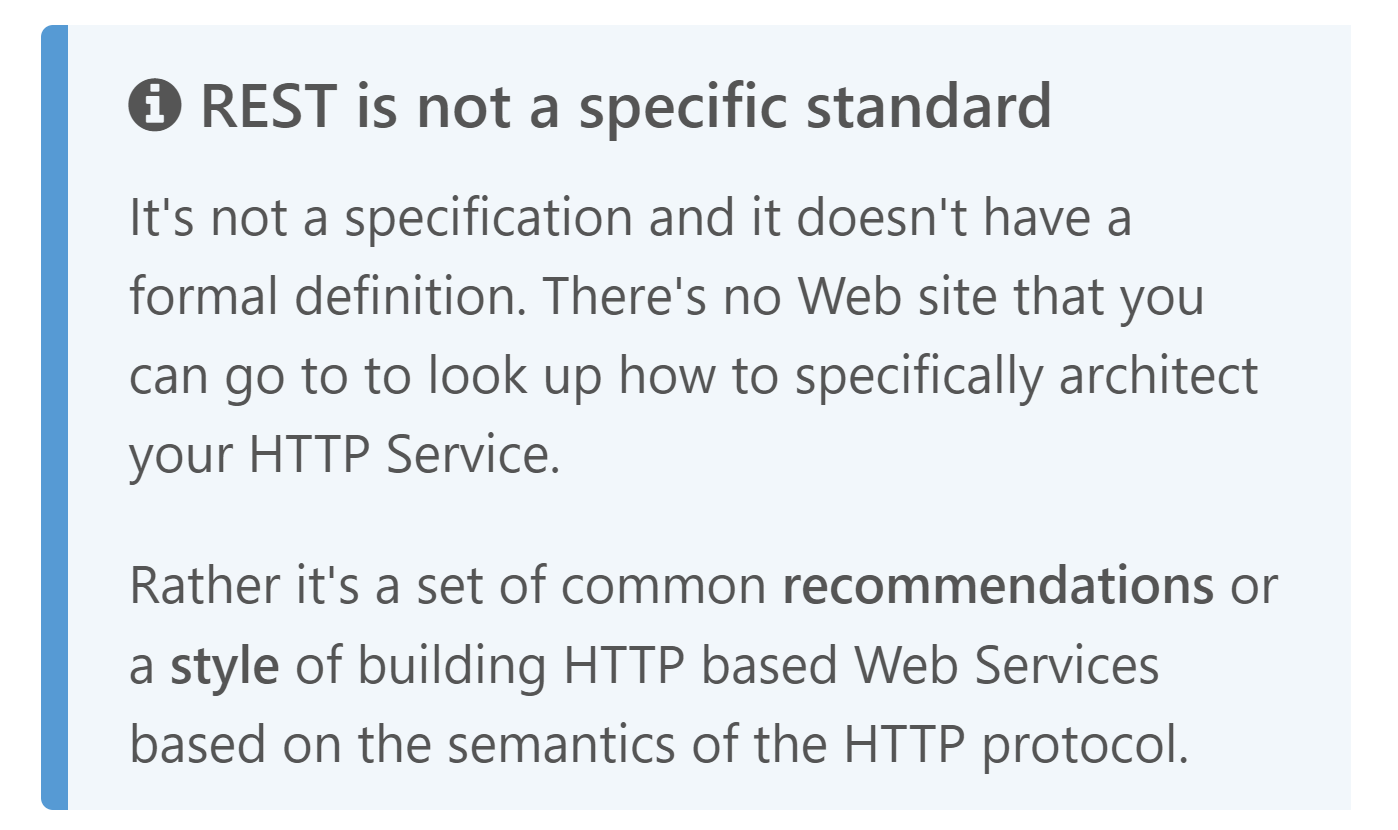 REST is not a specific standard
It's not a specification and it doesn't have a
formal definition. There's no Web site that you
can go to to look up how to specifically architect
your HTTP Service.
Rather it's a set of common recommendations or
a style of building HTTP based Web Services
based on the semantics of the HTTP protocol.